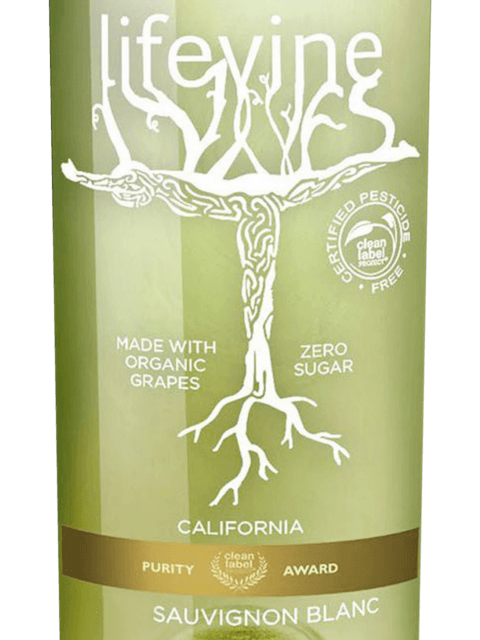 lifevine
CERTIFIED PESTICIDE
• FREE •
clean
label
PROJECT
MADE WITH
ORGANIC
GRAPES
ZERO
SUGAR
CALIFORNIA
PURITY
clean
label
AWARD
SAUVIGNON BLANC